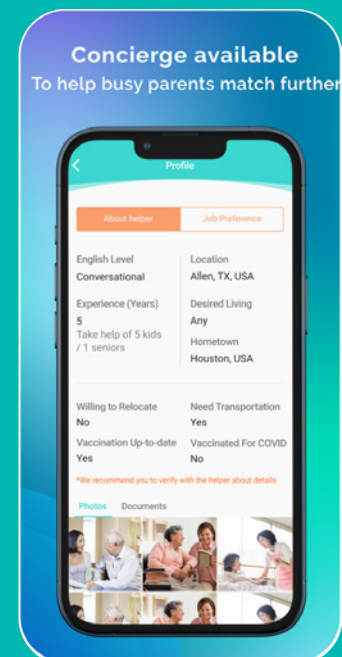 Concierge available
To help busy parents match further
Profile
About helper
Job Preference
English Level
Conversational
Location
Allen, TX, USA
Experience (Years)
5
Take help of 5 kids
/ 1 seniors
Desired Living
Any
Hometown
Houston, USA
Willing to Relocate
No
Need Transportation
Yes
Vaccination Up-to-date
Yes
Vaccinated For COVID
No
*We recommend you to verify with the helper about details
Photos
Documents